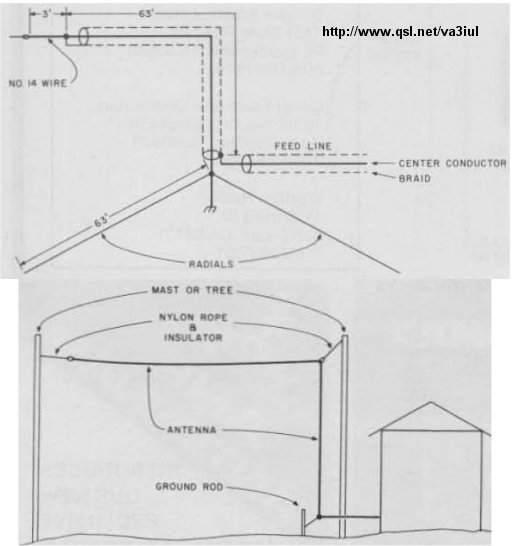 3'
63'
http://www.qsl.net/va3iul
NO. 14 WIRE
FEED LINE
CENTER CONDUCTOR
BRAID
63'
RADIALS
MAST OR TREE
NYLON ROPE
&
INSULATOR
ANTENNA
GROUND ROD